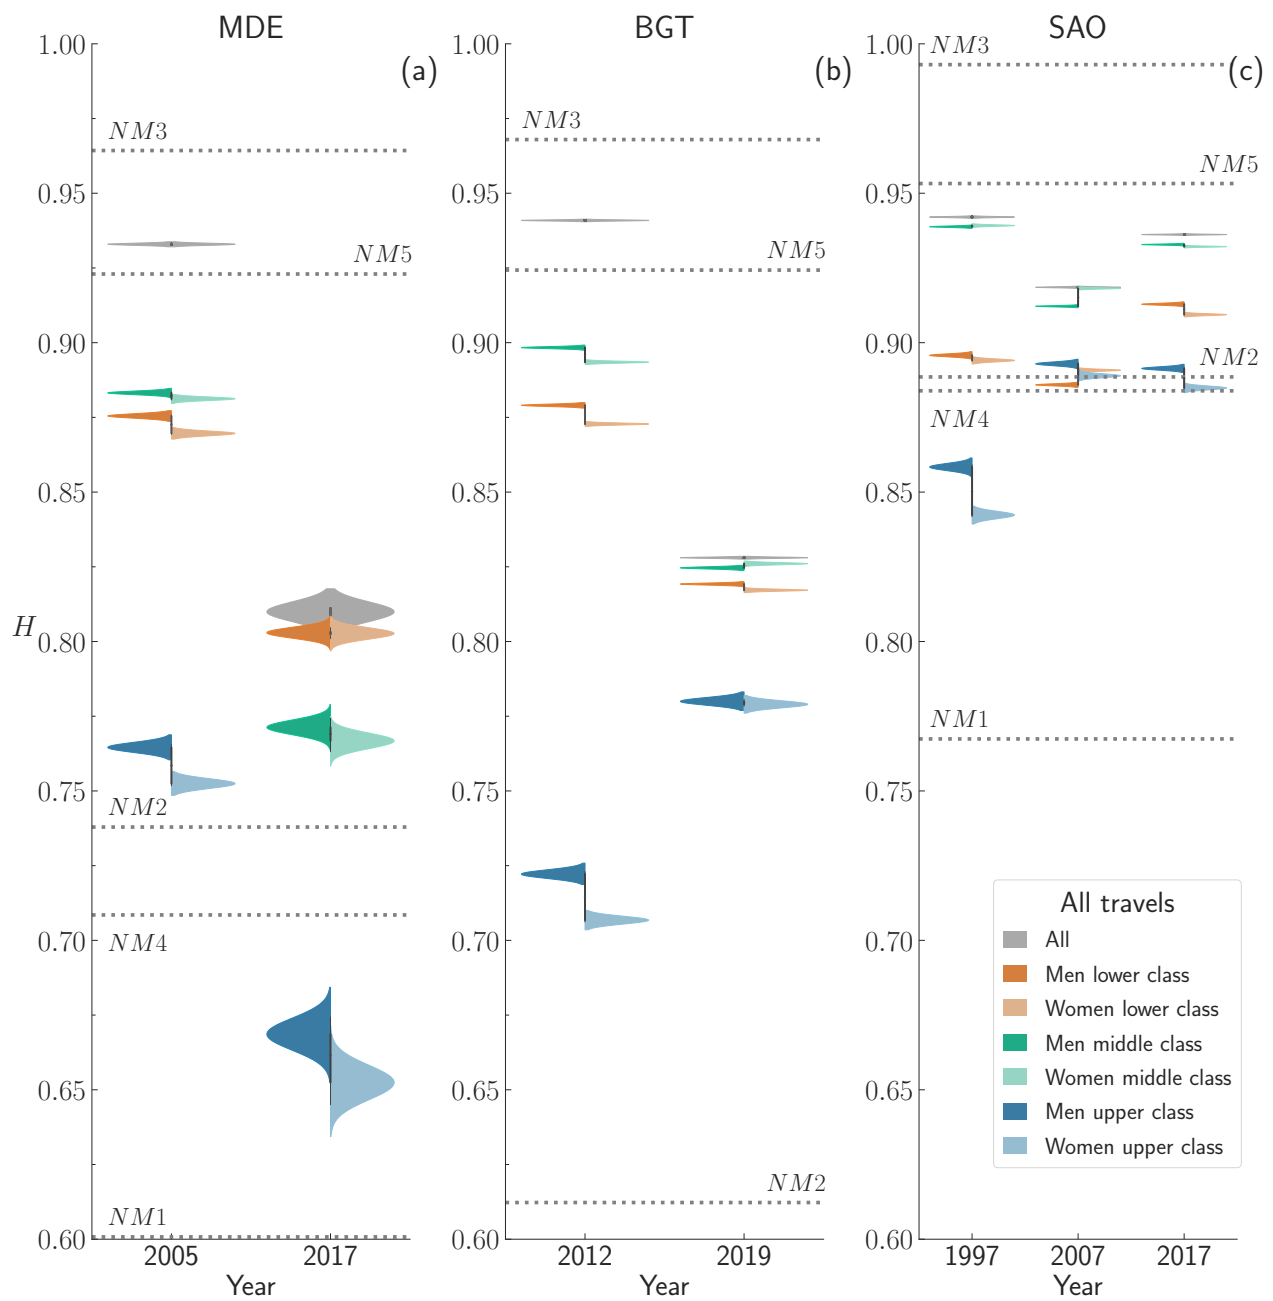 MDE
BGT
SAO
(a)
(b)
(c)
1.00
0.95
0.90
0.85
0.80
0.75
0.70
0.65
0.60
H
NM3
NM5
NM2
NM4
NM1
2005
2017
Year
1.00
0.95
0.90
0.85
0.80
0.75
0.70
0.65
0.60
NM3
NM5
NM2
2012
2019
Year
1.00
0.95
0.90
0.85
0.80
0.75
0.70
0.65
0.60
NM3
NM5
NM2
NM4
NM1
1997
2007
2017
Year
All travels
All
Men lower class
Women lower class
Men middle class
Women middle class
Men upper class
Women upper class